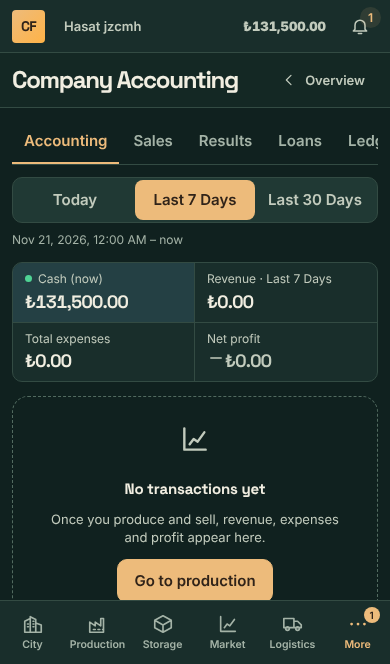 CF
Hasat jzcmh
₺131,500.00
1
Company Accounting
Overview
Accounting
Sales
Results
Loans
Ledg
Today
Last 7 Days
Last 30 Days
Nov 21, 2026, 12:00 AM – now
Cash (now)
₺131,500.00
Revenue · Last 7 Days
₺0.00
Total expenses
₺0.00
Net profit
— ₺0.00
No transactions yet
Once you produce and sell, revenue, expenses
and profit appear here.
Go to production
City
Production
Storage
Market
Logistics
1
More